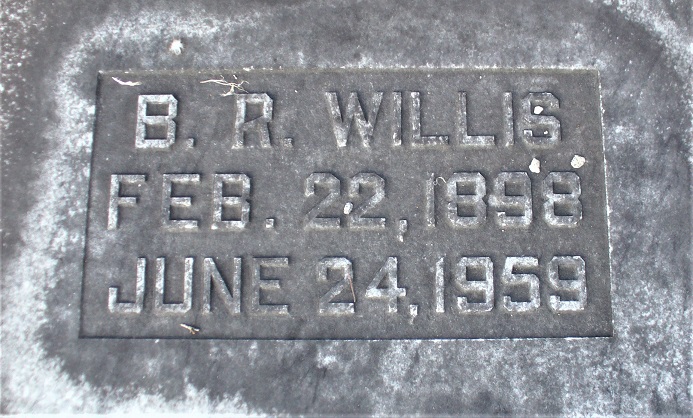 B. R. WILLIS
FEB. 22, 1898
JUNE 24, 1959